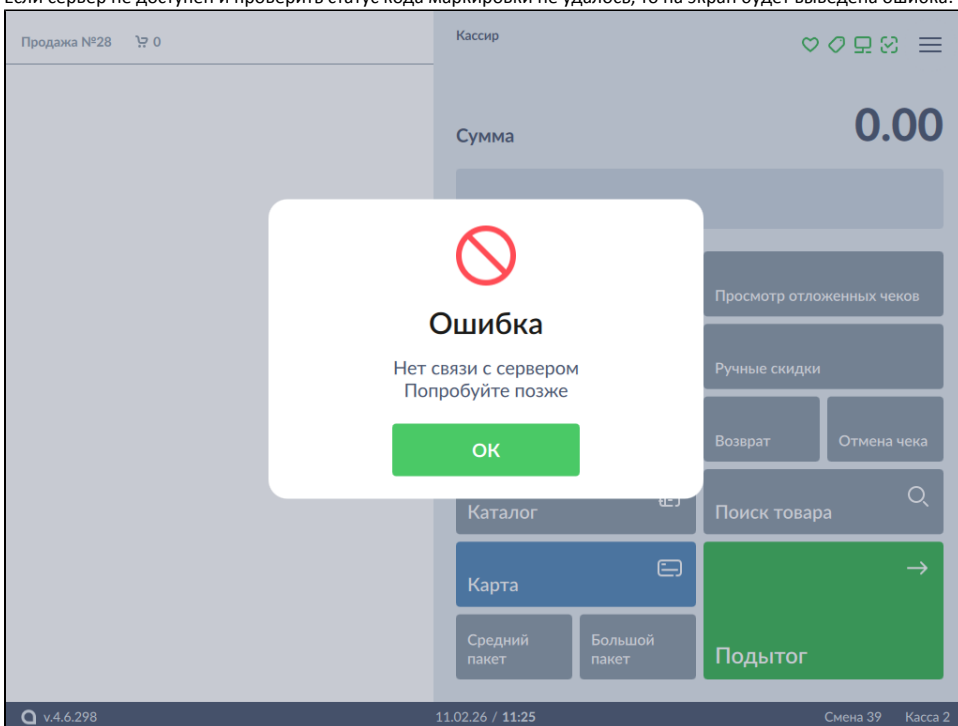 Если сервер не доступен и проверить статус кода маркировки не удалось, то на экран будет выведена ошибка:
Продажа №28 0
Кассир
Сумма
0.00
Ошибка
Нет связи с сервером
Попробуйте позже
ОК
Просмотр отложенных чеков
Ручные скидки
Возврат
Отмена чека
Каталог
Поиск товара
Карта
Средний
пакет
Большой
пакет
Подытог
v.4.6.298
11.02.26 / 11:25
Смена 39 Касса 2